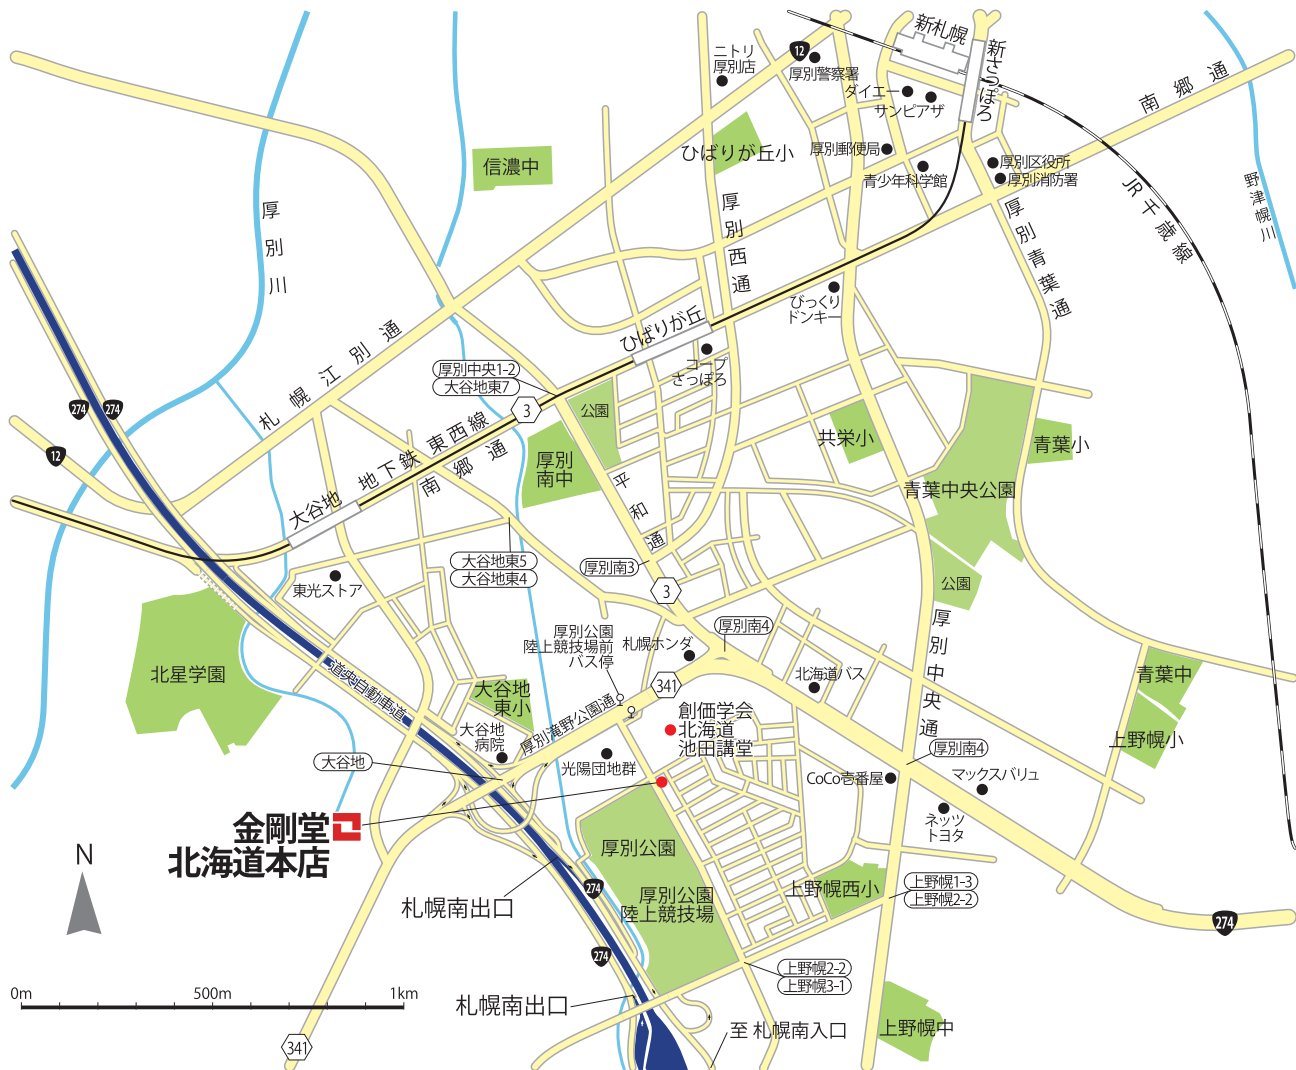 新札幌
新さっぽろ
南郷通
12
ニトリ
厚別店
厚別警察署
ダイエー
サンピアザ
ひばりが丘小
厚別郵便局
青少年科学館
厚別区役所
厚別消防署
信濃中
厚別川
厚別西通
厚別青葉通
JR千歳線
野津幌川
びっくり
ドンキー
ひばりが丘
コープ
さっぽろ
札幌江別通
厚別中央1-2
大谷地東7
3
公園
274
274
12
地下鉄 東西線
南郷通
大谷地
厚別
南中
平和通
共栄小
青葉小
青葉中央公園
公園
大谷地東5
大谷地東4
厚別南3
3
東光ストア
厚別公園
陸上競技場前
バス停
札幌ホンダ
厚別南4
厚別中央通
北星学園
道央自動車道
大谷地
東小
341
北海道バス
青葉中
上野幌小
厚別滝野公園通
大谷地
病院
創価学会
北海道
池田講堂
光陽団地群
大谷地
厚別南4
CoCo壱番屋
マックスバリュ
ネッツ
トヨタ
金剛堂
北海道本店
厚別公園
厚別公園
陸上競技場
上野幌西小
上野幌1-3
上野幌2-2
274
274
274
札幌南出口
札幌南出口
上野幌2-2
上野幌3-1
至 札幌南入口
上野幌中
N
0m
500m
1km
341